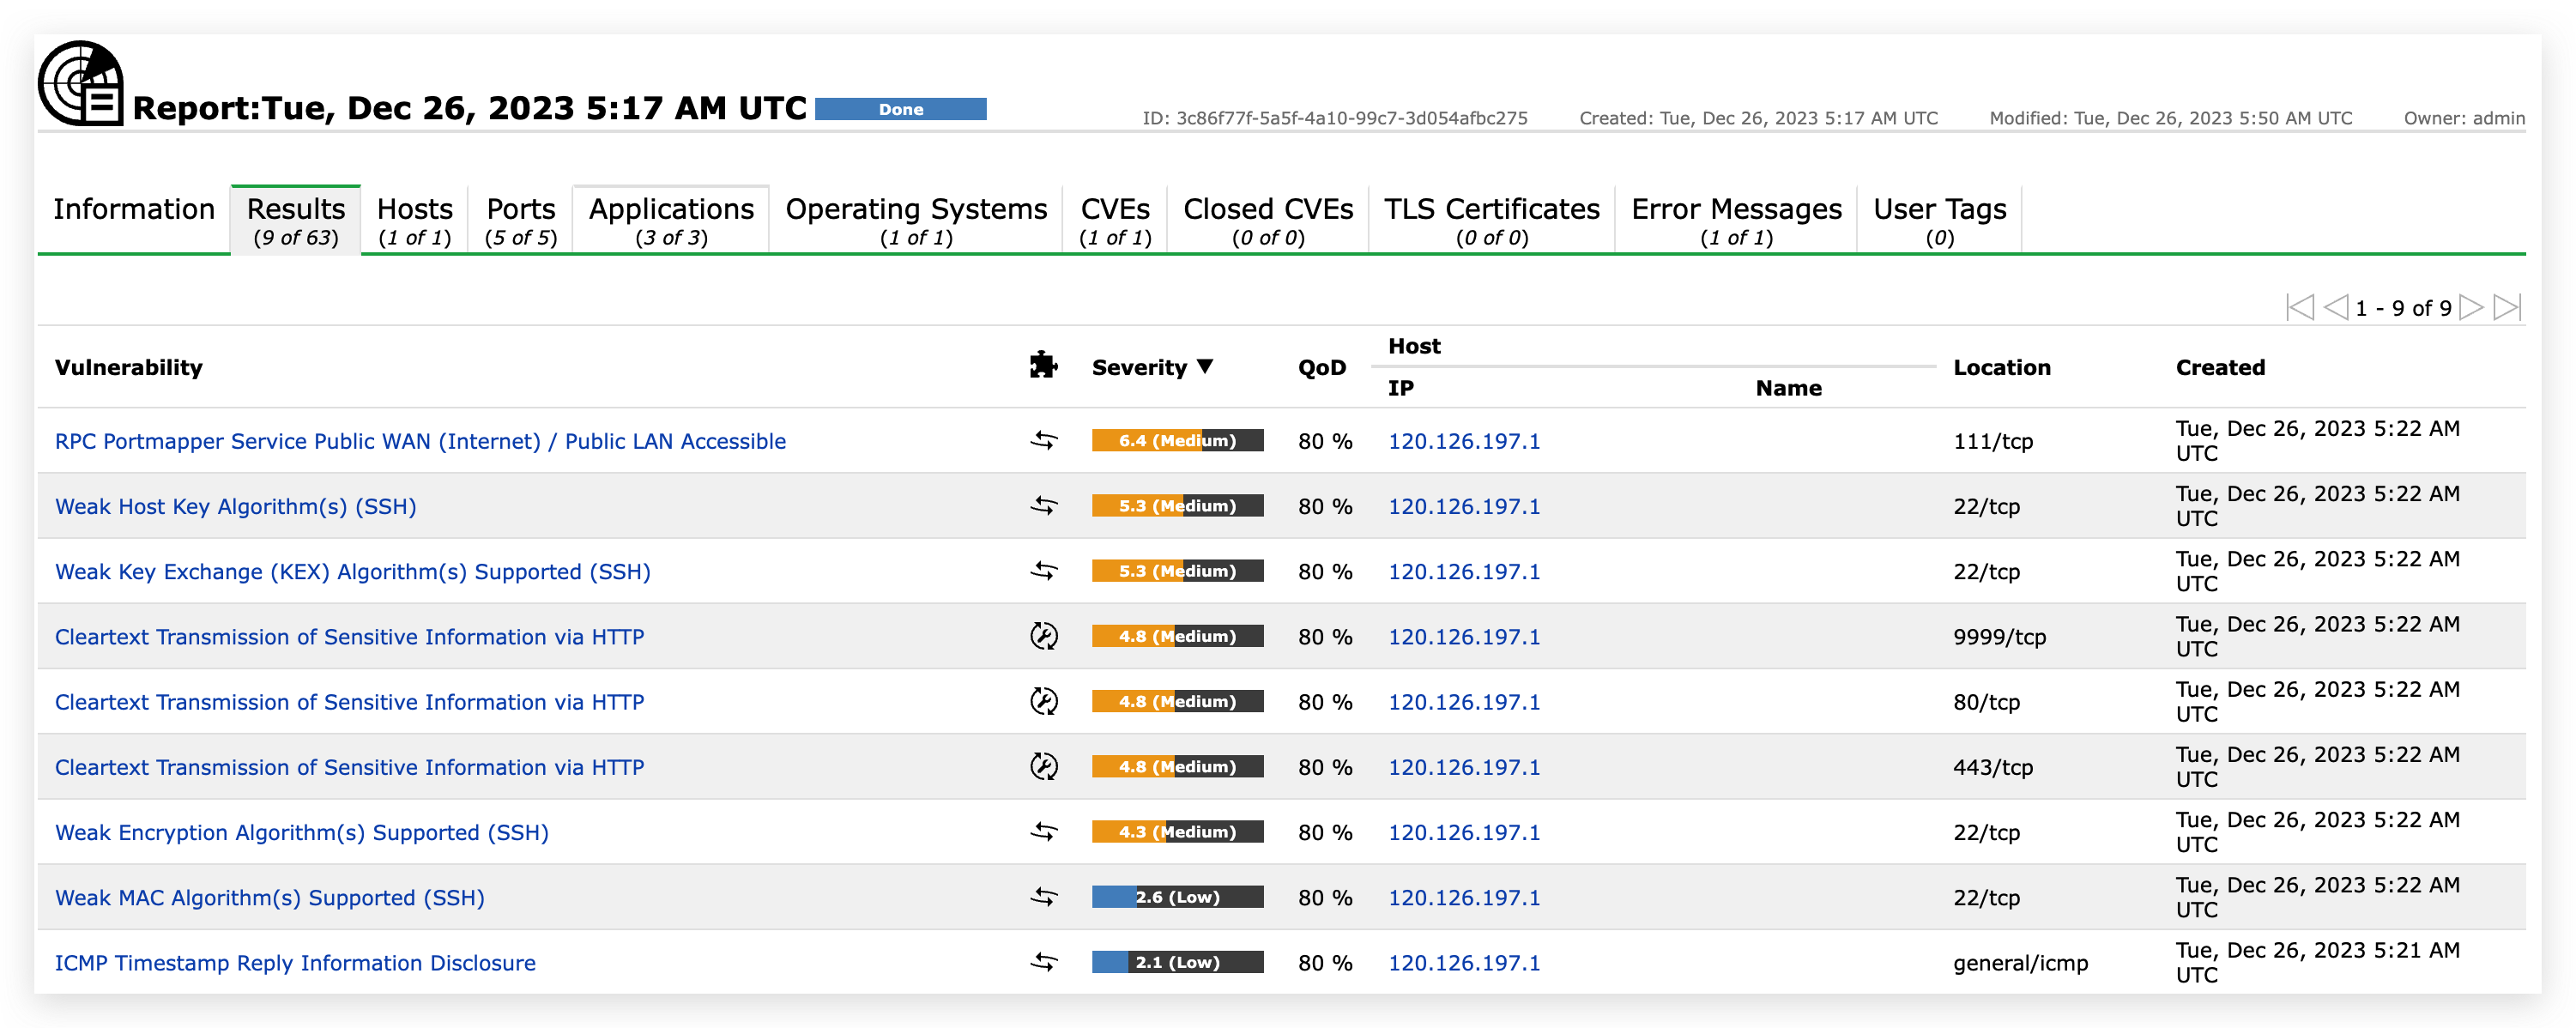 Report:Tue, Dec 26, 2023 5:17 AM UTC Done ID: 3c86f77f-5a5f-4a10-99c7-3d054afbc275 Created: Tue, Dec 26, 2023 5:17 AM UTC Modified: Tue, Dec 26, 2023 5:50 AM UTC Owner: admin
Information Results Hosts Ports Applications Operating Systems CVEs Closed CVEs TLS Certificates Error Messages User Tags
(9 of 63) (1 of 1) (5 of 5) (3 of 3) (1 of 1) (1 of 1) (0 of 0) (0 of 0) (1 of 1) (0)
1 - 9 of 9
Host
Vulnerability Severity ▼ QoD Location Created
IP Name
RPC Portmapper Service Public WAN (Internet) / Public LAN Accessible 6.4 (Medium) 80 % 120.126.197.1 111/tcp Tue, Dec 26, 2023 5:22 AM
UTC
Weak Host Key Algorithm(s) (SSH) 5.3 (Medium) 80 % 120.126.197.1 22/tcp Tue, Dec 26, 2023 5:22 AM
UTC
Weak Key Exchange (KEX) Algorithm(s) Supported (SSH) 5.3 (Medium) 80 % 120.126.197.1 22/tcp Tue, Dec 26, 2023 5:22 AM
UTC
Cleartext Transmission of Sensitive Information via HTTP 4.8 (Medium) 80 % 120.126.197.1 9999/tcp Tue, Dec 26, 2023 5:22 AM
UTC
Cleartext Transmission of Sensitive Information via HTTP 4.8 (Medium) 80 % 120.126.197.1 80/tcp Tue, Dec 26, 2023 5:22 AM
UTC
Cleartext Transmission of Sensitive Information via HTTP 4.8 (Medium) 80 % 120.126.197.1 443/tcp Tue, Dec 26, 2023 5:22 AM
UTC
Weak Encryption Algorithm(s) Supported (SSH) 4.3 (Medium) 80 % 120.126.197.1 22/tcp Tue, Dec 26, 2023 5:22 AM
UTC
Weak MAC Algorithm(s) Supported (SSH) 2.6 (Low) 80 % 120.126.197.1 22/tcp Tue, Dec 26, 2023 5:22 AM
UTC
ICMP Timestamp Reply Information Disclosure 2.1 (Low) 80 % 120.126.197.1 general/icmp Tue, Dec 26, 2023 5:21 AM
UTC